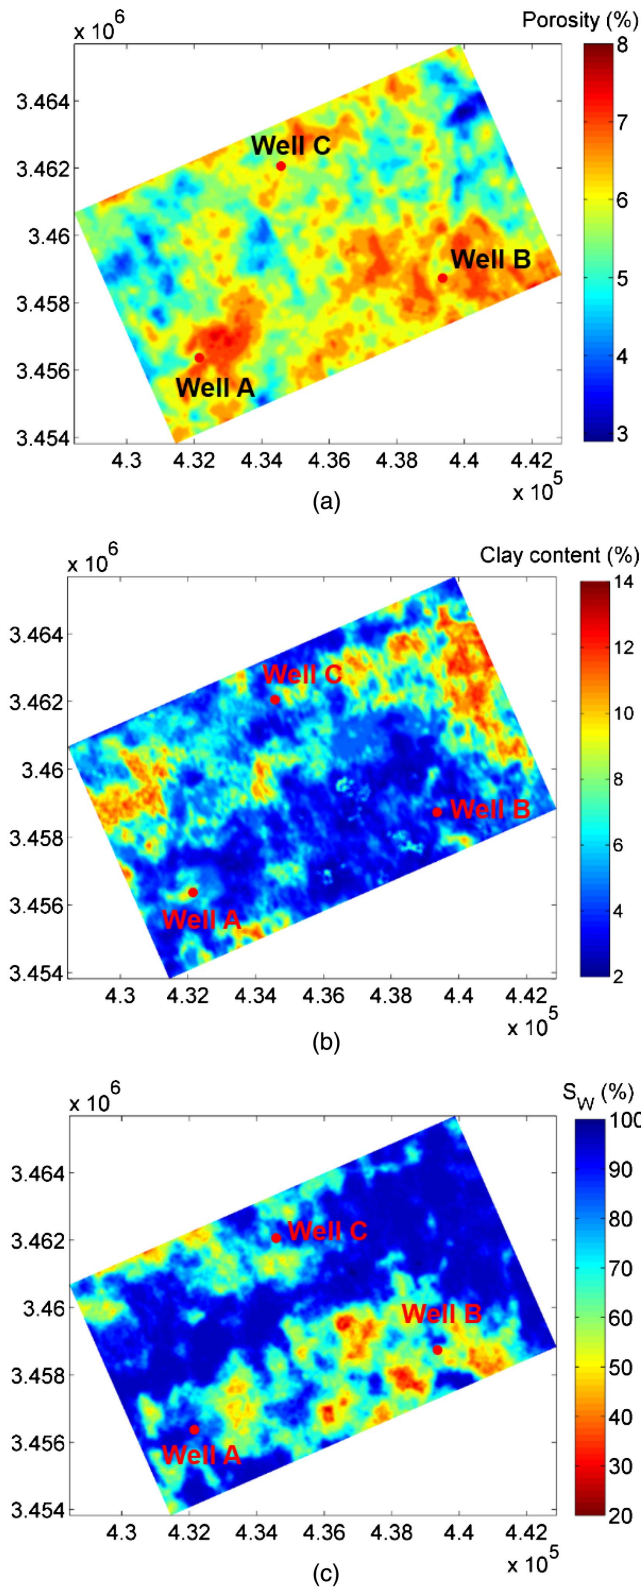 x 10^6
Porosity (%)
8
7
6
5
4
3
3.464
3.462
3.46
3.458
3.456
3.454
Well C
Well B
Well A
4.3 4.32 4.34 4.36 4.38 4.4 4.42
x 10^5
(a)
x 10^6
Clay content (%)
14
12
10
8
6
4
2
3.464
3.462
3.46
3.458
3.456
3.454
Well C
Well B
Well A
4.3 4.32 4.34 4.36 4.38 4.4 4.42
x 10^5
(b)
x 10^6
S_W (%)
100
90
80
70
60
50
40
30
20
3.464
3.462
3.46
3.458
3.456
3.454
Well C
Well B
Well A
4.3 4.32 4.34 4.36 4.38 4.4 4.42
x 10^5
(c)